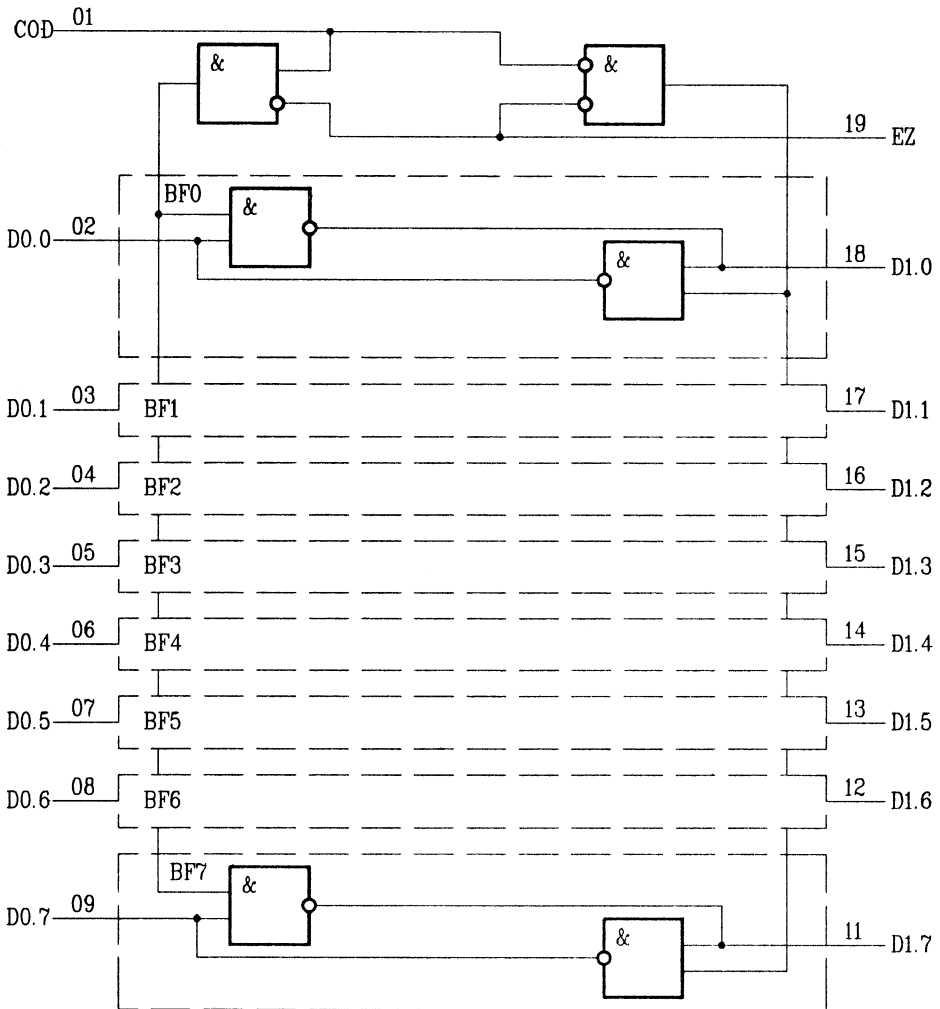 COD 01
& &
19 EZ
BF0
&
D0.0 02
&
18 D1.0
D0.1 03 BF1 17 D1.1
D0.2 04 BF2 16 D1.2
D0.3 05 BF3 15 D1.3
D0.4 06 BF4 14 D1.4
D0.5 07 BF5 13 D1.5
D0.6 08 BF6 12 D1.6
BF7
&
D0.7 09
&
11 D1.7